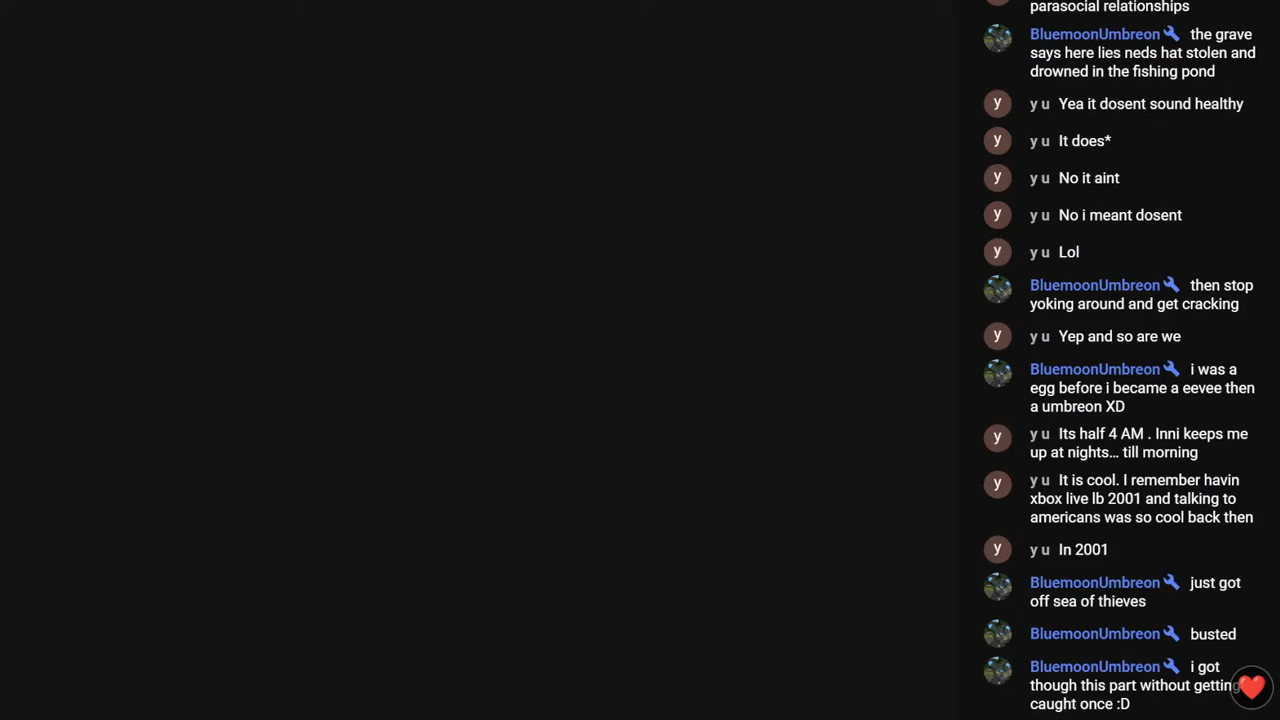 parasocial relationships
BluemoonUmbreon the grave
says here lies neds hat stolen and
drowned in the fishing pond
y
y u Yea it dosent sound healthy
y
y u It does*
y
y u No it aint
y
y u No i meant dosent
y
y u Lol
BluemoonUmbreon then stop
yoking around and get cracking
y
y u Yep and so are we
BluemoonUmbreon i was a
egg before i became a eevee then
a umbreon XD
y
y u Its half 4 AM . Inni keeps me
up at nights… till morning
y
y u It is cool. I remember havin
xbox live lb 2001 and talking to
americans was so cool back then
y
y u In 2001
BluemoonUmbreon just got
off sea of thieves
BluemoonUmbreon busted
BluemoonUmbreon i got
though this part without getting
caught once :D